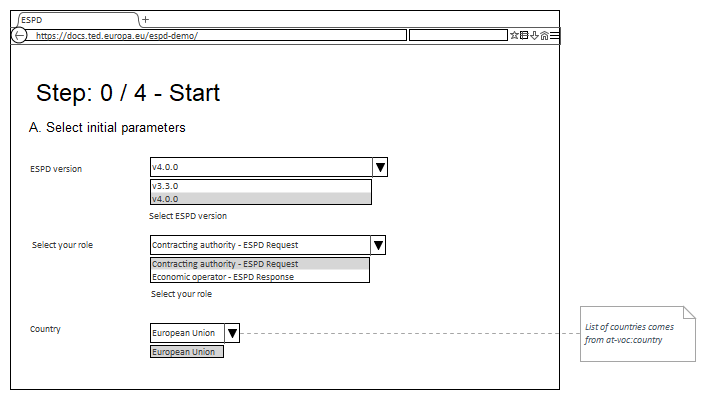 ESPD
+
https://docs.ted.europa.eu/espd-demo/
Step: 0 / 4 - Start
A. Select initial parameters
ESPD version
v4.0.0
v3.3.0
v4.0.0
Select ESPD version
Select your role
Contracting authority - ESPD Request
Contracting authority - ESPD Request
Economic operator - ESPD Response
Select your role
Country
European Union
European Union
List of countries comes
from at-voc:country